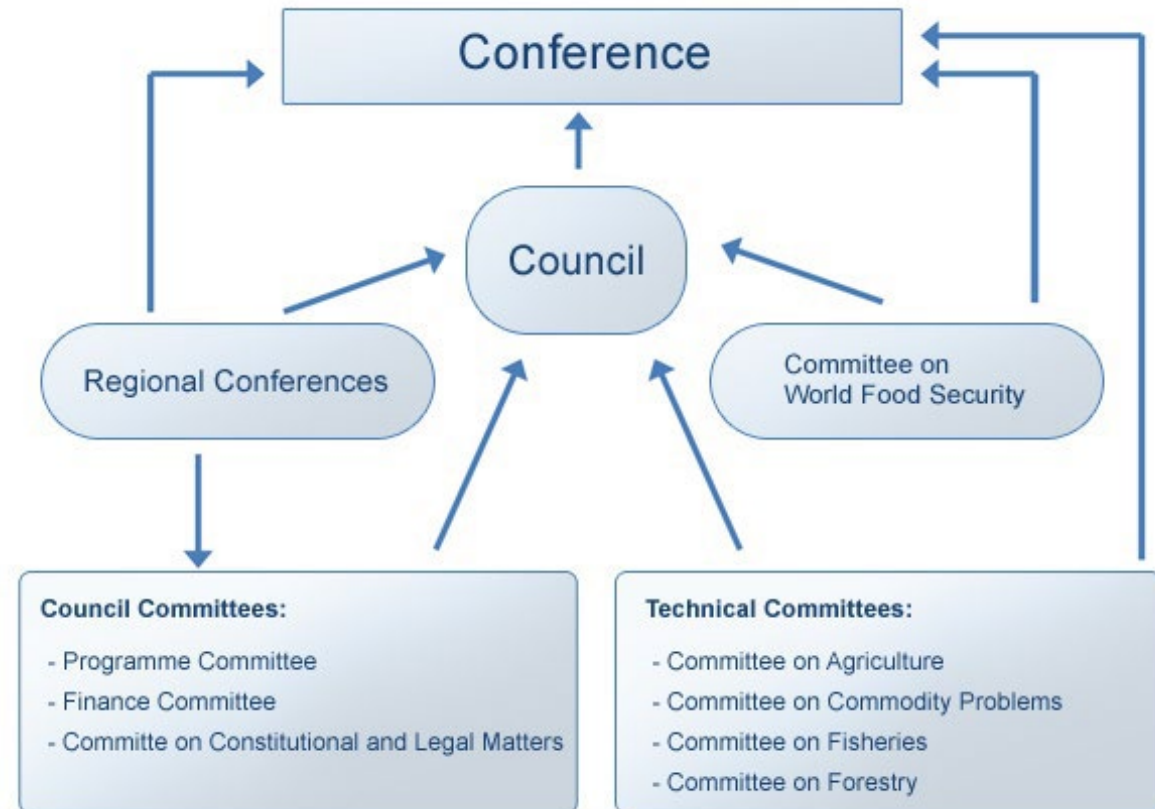 Conference
Council
Regional Conferences
Committee on
World Food Security
Council Committees:
- Programme Committee
- Finance Committee
- Committe on Constitutional and Legal Matters
Technical Committees:
- Committee on Agriculture
- Committee on Commodity Problems
- Committee on Fisheries
- Committee on Forestry